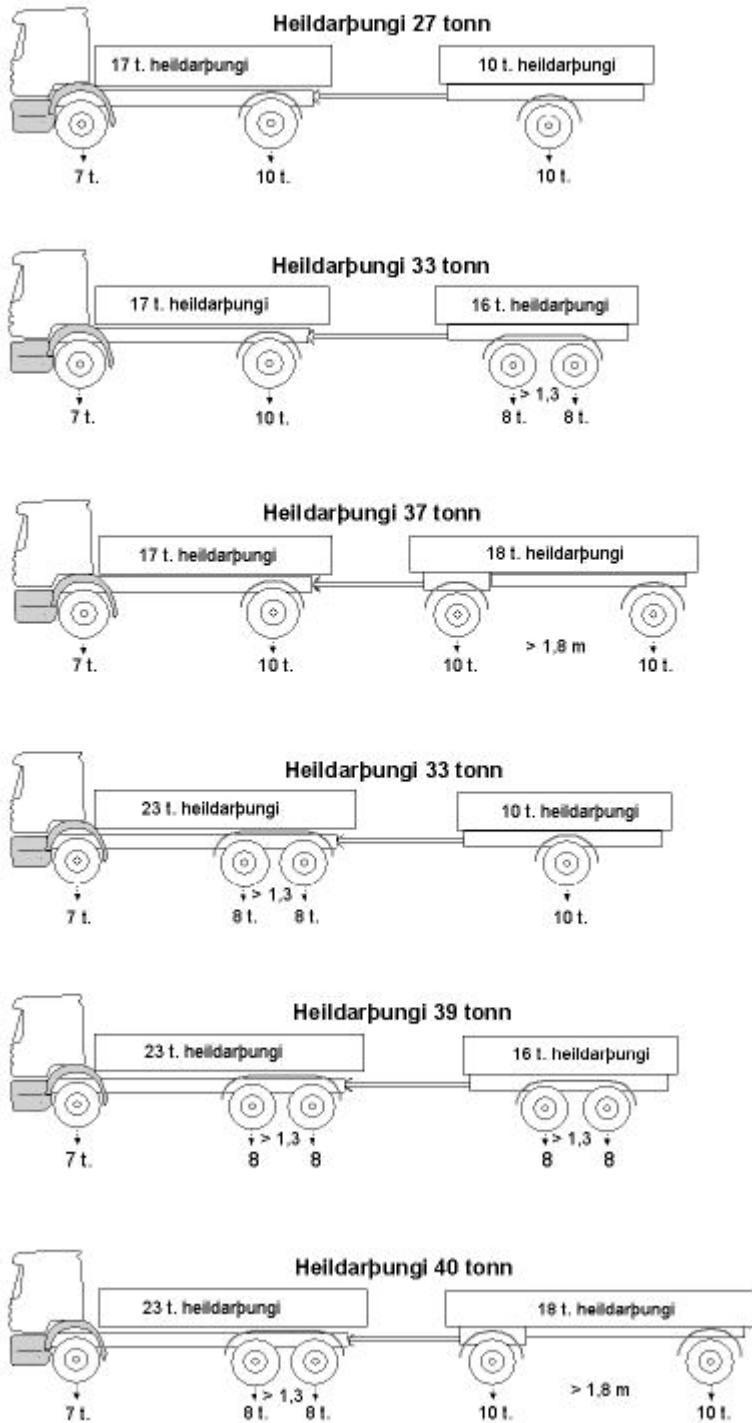 Heildarþungi 27 tonn
17 t. heildarþungi 10 t. heildarþungi
7 t. 10 t. 10 t.
Heildarþungi 33 tonn
17 t. heildarþungi 16 t. heildarþungi
> 1,3
7 t. 10 t. 8 t. 8 t.
Heildarþungi 37 tonn
17 t. heildarþungi 18 t. heildarþungi
> 1,8 m
7 t. 10 t. 10 t. 10 t.
Heildarþungi 33 tonn
23 t. heildarþungi 10 t. heildarþungi
> 1,3
7 t. 8 t. 8 t. 10 t.
Heildarþungi 39 tonn
23 t. heildarþungi 16 t. heildarþungi
> 1,3 > 1,3
7 t. 8 8 8 8
Heildarþungi 40 tonn
23 t. heildarþungi 18 t. heildarþungi
> 1,3 > 1,8 m
7 t. 8 t. 8 t. 10 t. 10 t.